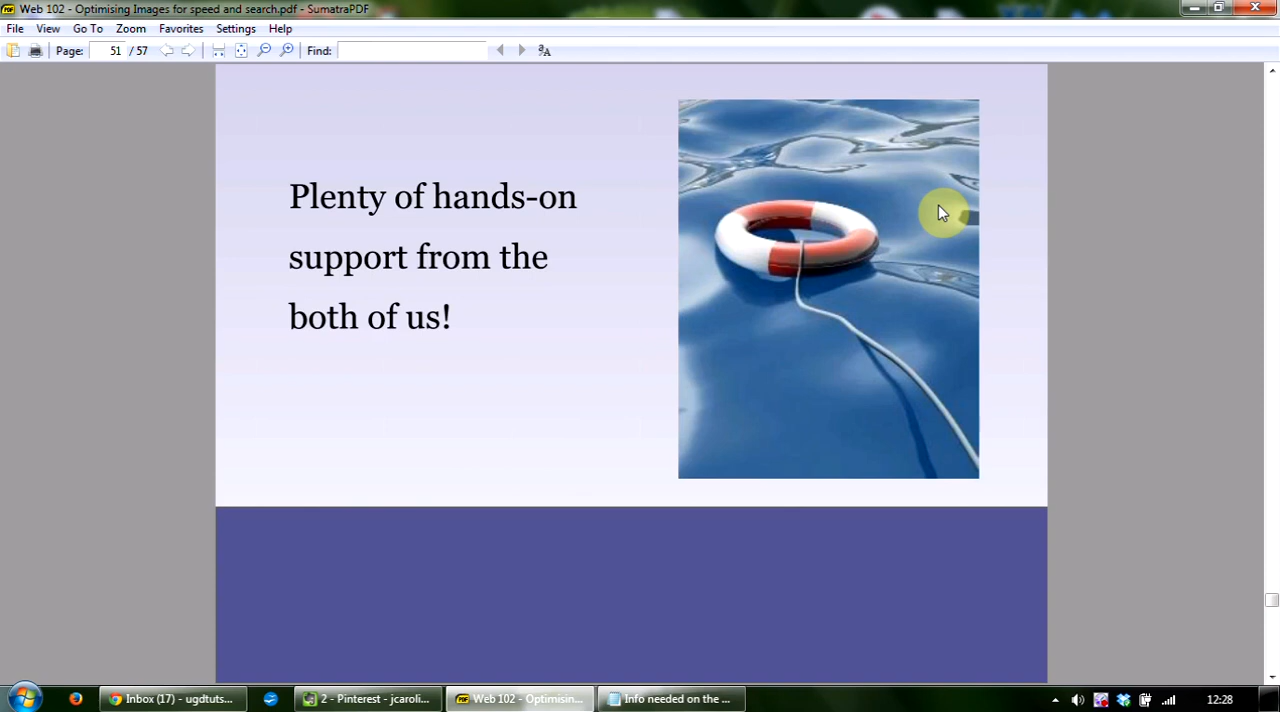 Web 102 - Optimising Images for speed and search.pdf - SumatraPDF
File View Go To Zoom Favorites Settings Help
Page: 51 / 57 Find:
Plenty of hands-on
support from the
both of us!
Inbox (17) - ugdtuts... 2 - Pinterest - jcaroli... Web 102 - Optimisin... Info needed on the ... 12:28